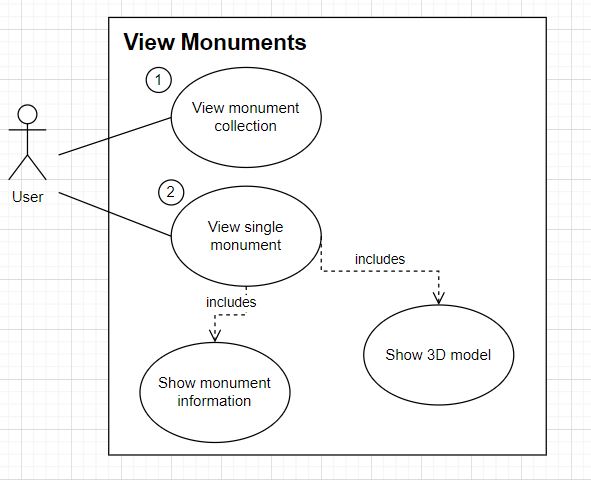 View Monuments
1
View monument
collection
User
2
View single
monument
includes
includes
Show 3D model
Show monument
information